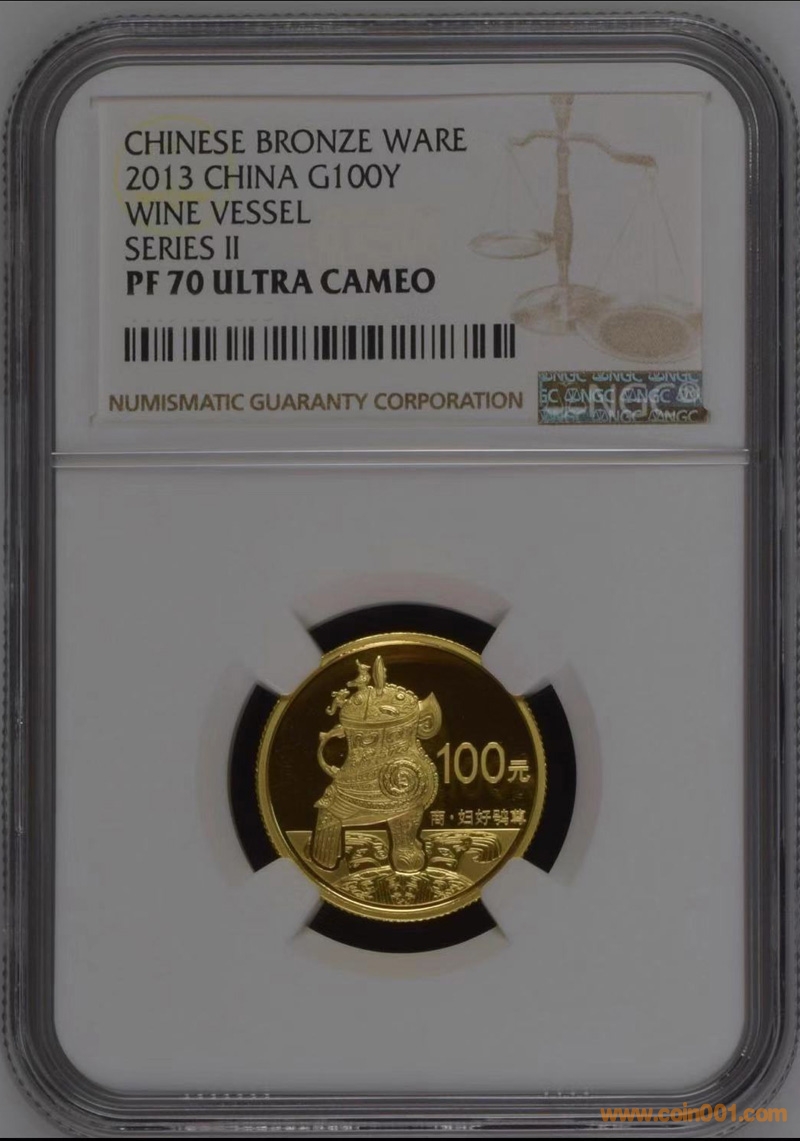 CHINESE BRONZE WARE
2013 CHINA G100Y
WINE VESSEL
SERIES II
PF 70 ULTRA CAMEO
NUMISMATIC GUARANTY CORPORATION
NGC
100元
商·妇好鸮尊
www.coin001.com